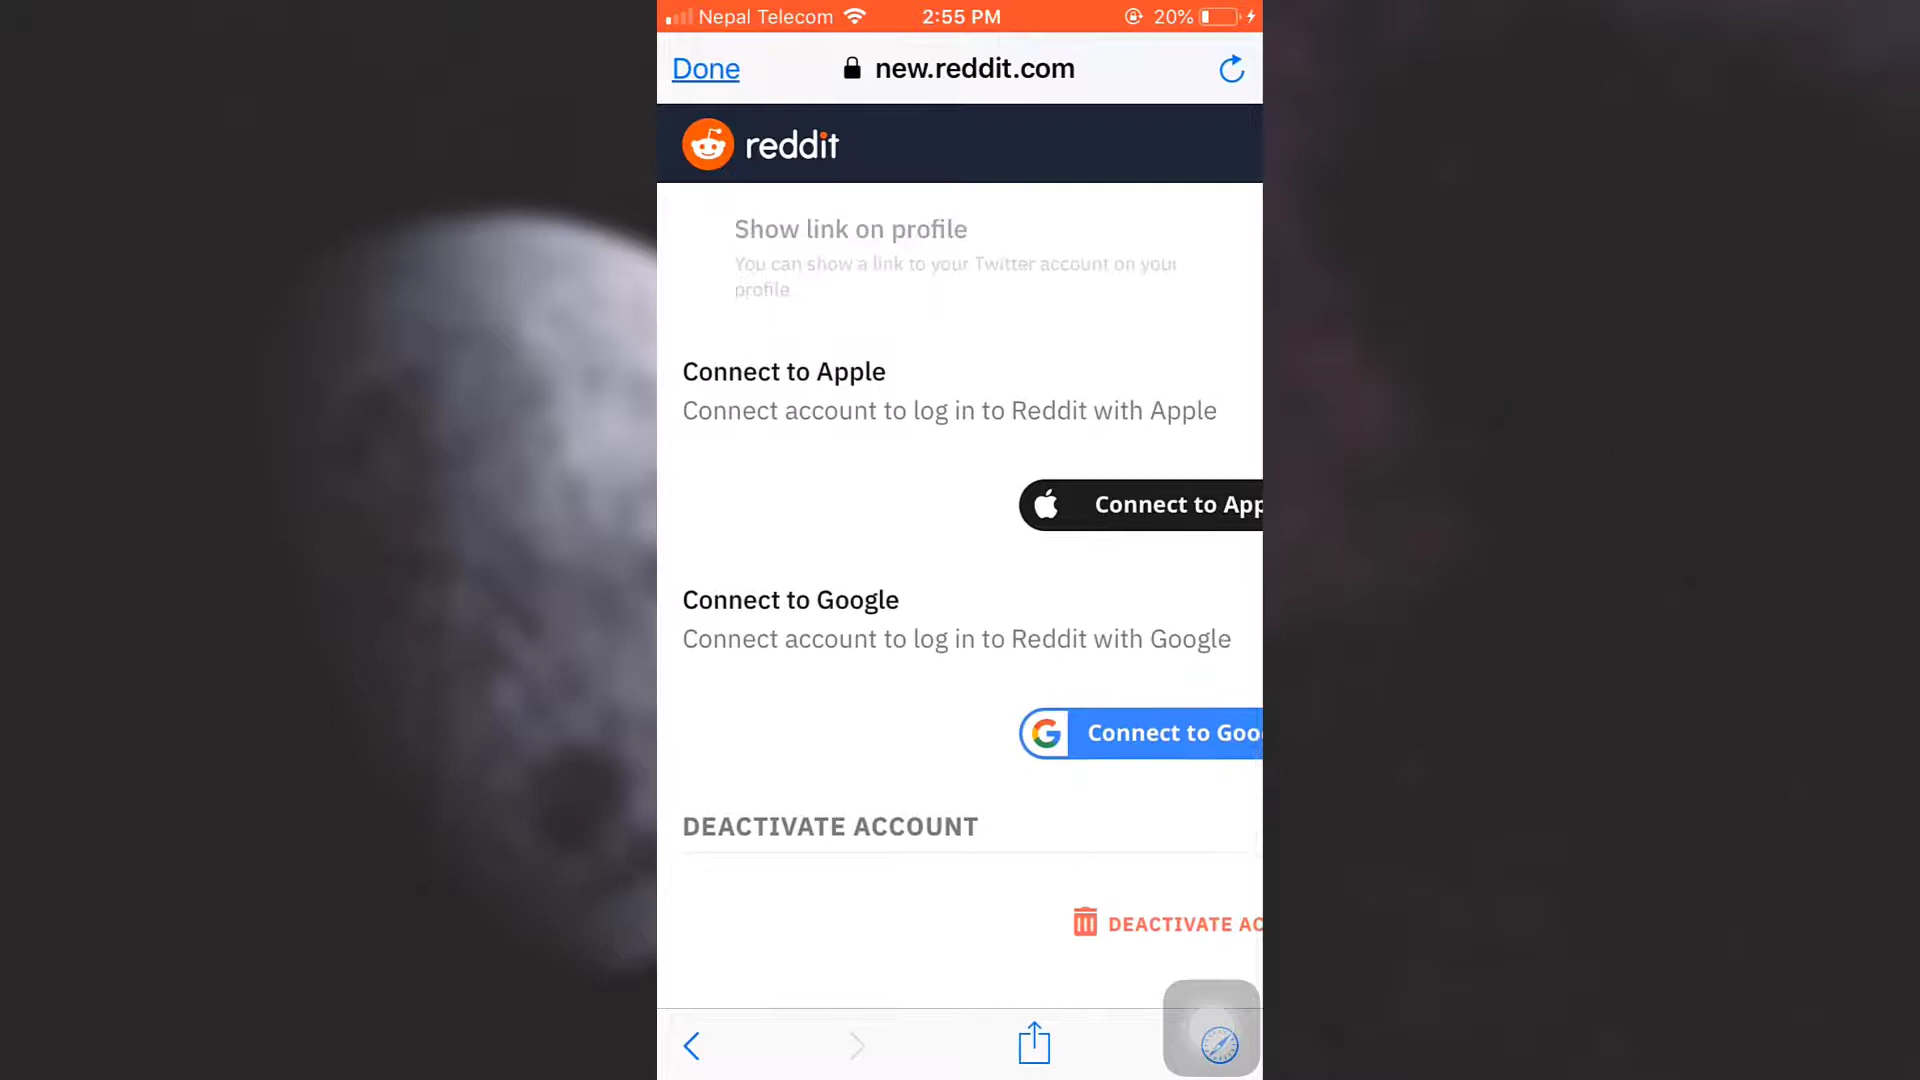 Nepal Telecom 2:55 PM 20%
Done new.reddit.com
reddit
Show link on profile
You can show a link to your Twitter account on your
profile
Connect to Apple
Connect account to log in to Reddit with Apple
Connect to App
Connect to Google
Connect account to log in to Reddit with Google
Connect to Goo
DEACTIVATE ACCOUNT
DEACTIVATE AC